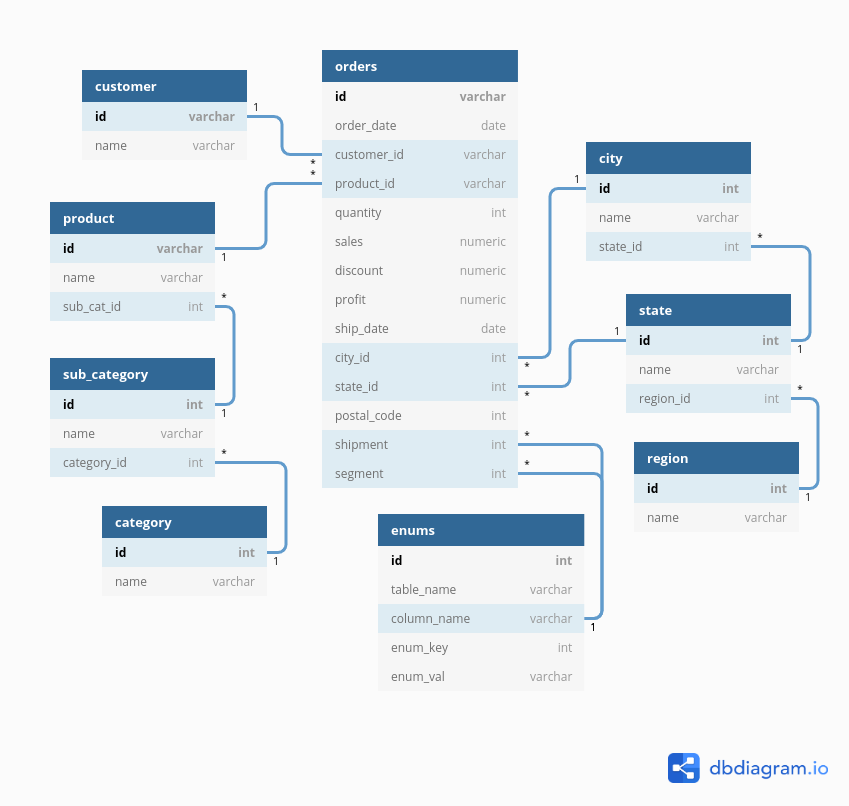 customer
id varchar
name varchar
product
id varchar
name varchar
sub_cat_id int
sub_category
id int
name varchar
category_id int
category
id int
name varchar
orders
id varchar
order_date date
customer_id varchar
product_id varchar
quantity int
sales numeric
discount numeric
profit numeric
ship_date date
city_id int
state_id int
postal_code int
shipment int
segment int
enums
id int
table_name varchar
column_name varchar
enum_key int
enum_val varchar
city
id int
name varchar
state_id int
state
id int
name varchar
region_id int
region
id int
name varchar
1
*
*
1
*
1
*
1
1
*
*
1
*
1
*
1
*
*
1
dbdiagram.io